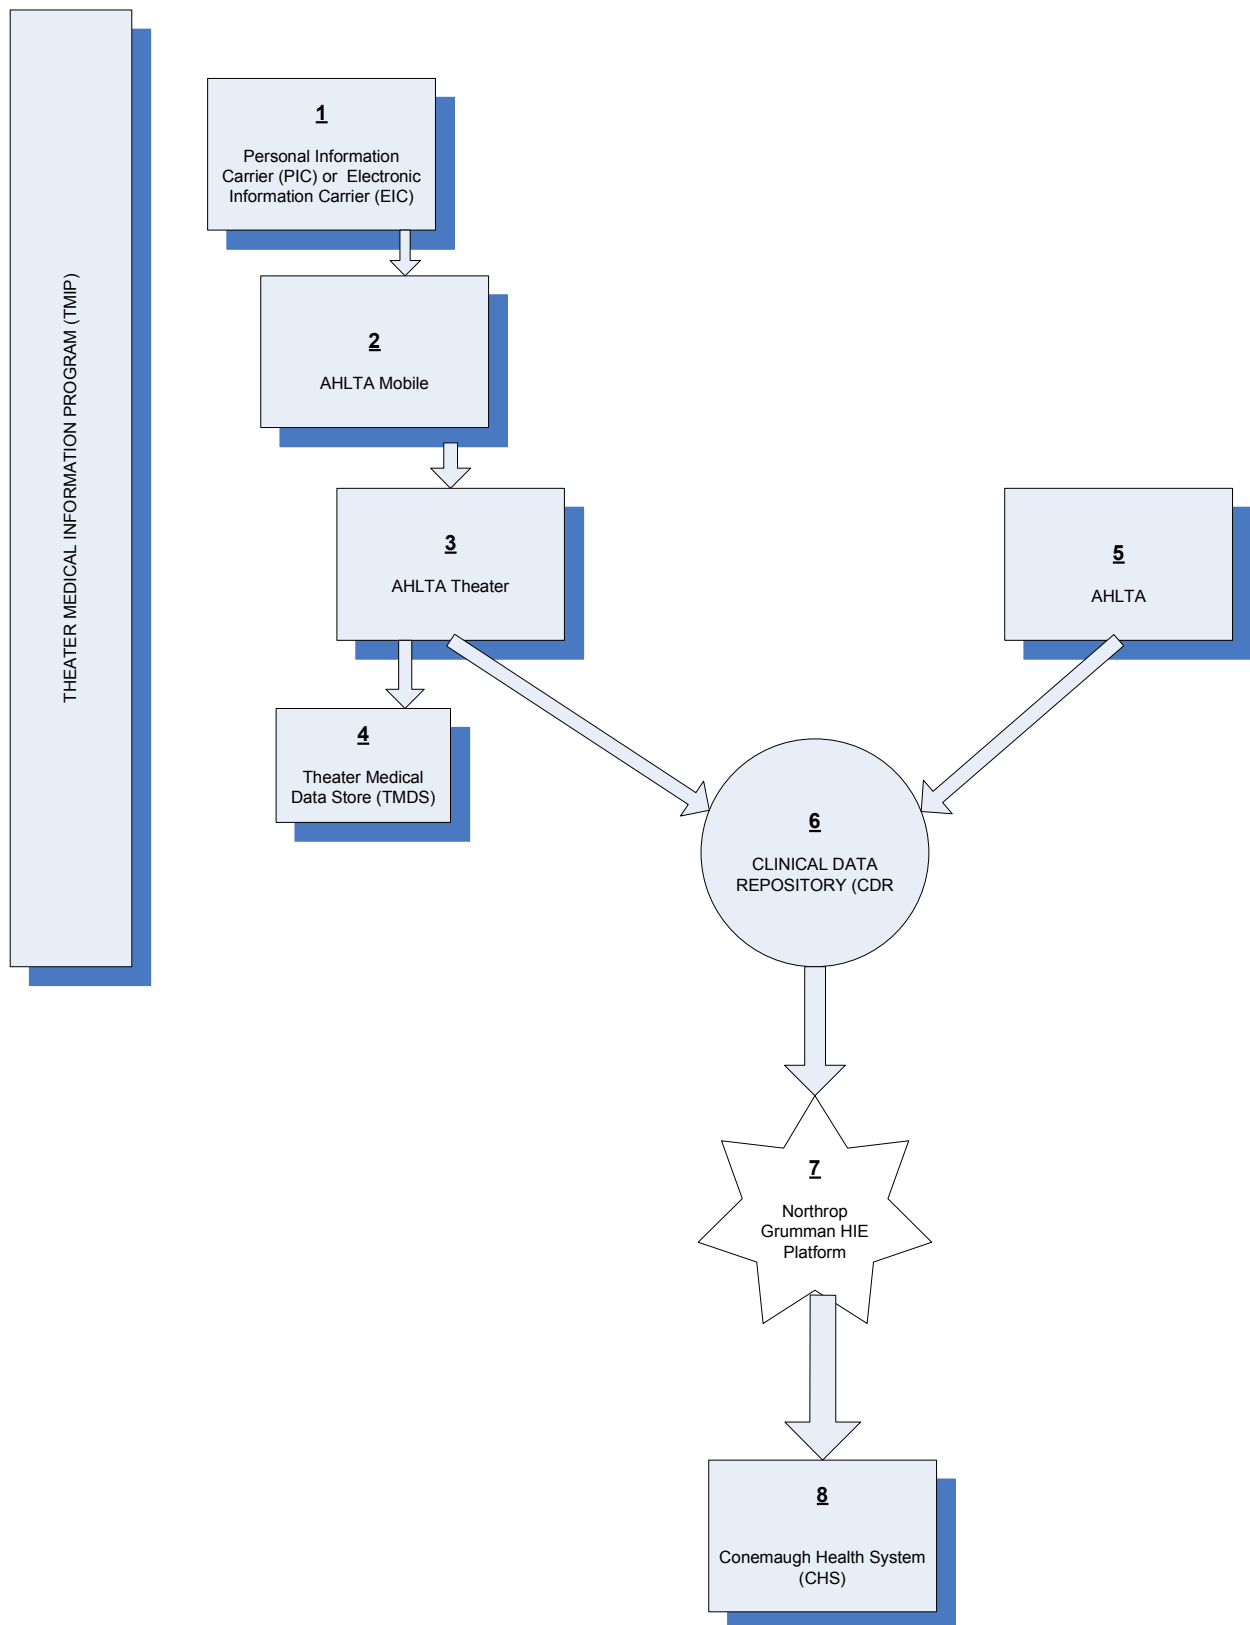 THEATER MEDICAL INFORMATION PROGRAM (TMIP)
1
Personal Information
Carrier (PIC) or  Electronic
Information Carrier (EIC)
2
AHLTA Mobile
3
AHLTA Theater
4
Theater Medical
Data Store (TMDS)
5
AHLTA
6
CLINICAL DATA
REPOSITORY (CDR
7
Northrop
Grumman HIE
Platform
8
Conemaugh Health System
(CHS)